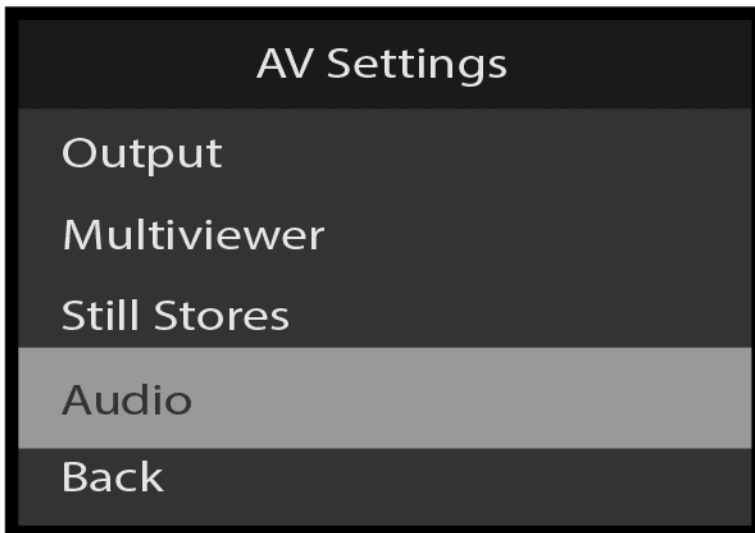 AV Settings
Output
Multiviewer
Still Stores
Audio
Back